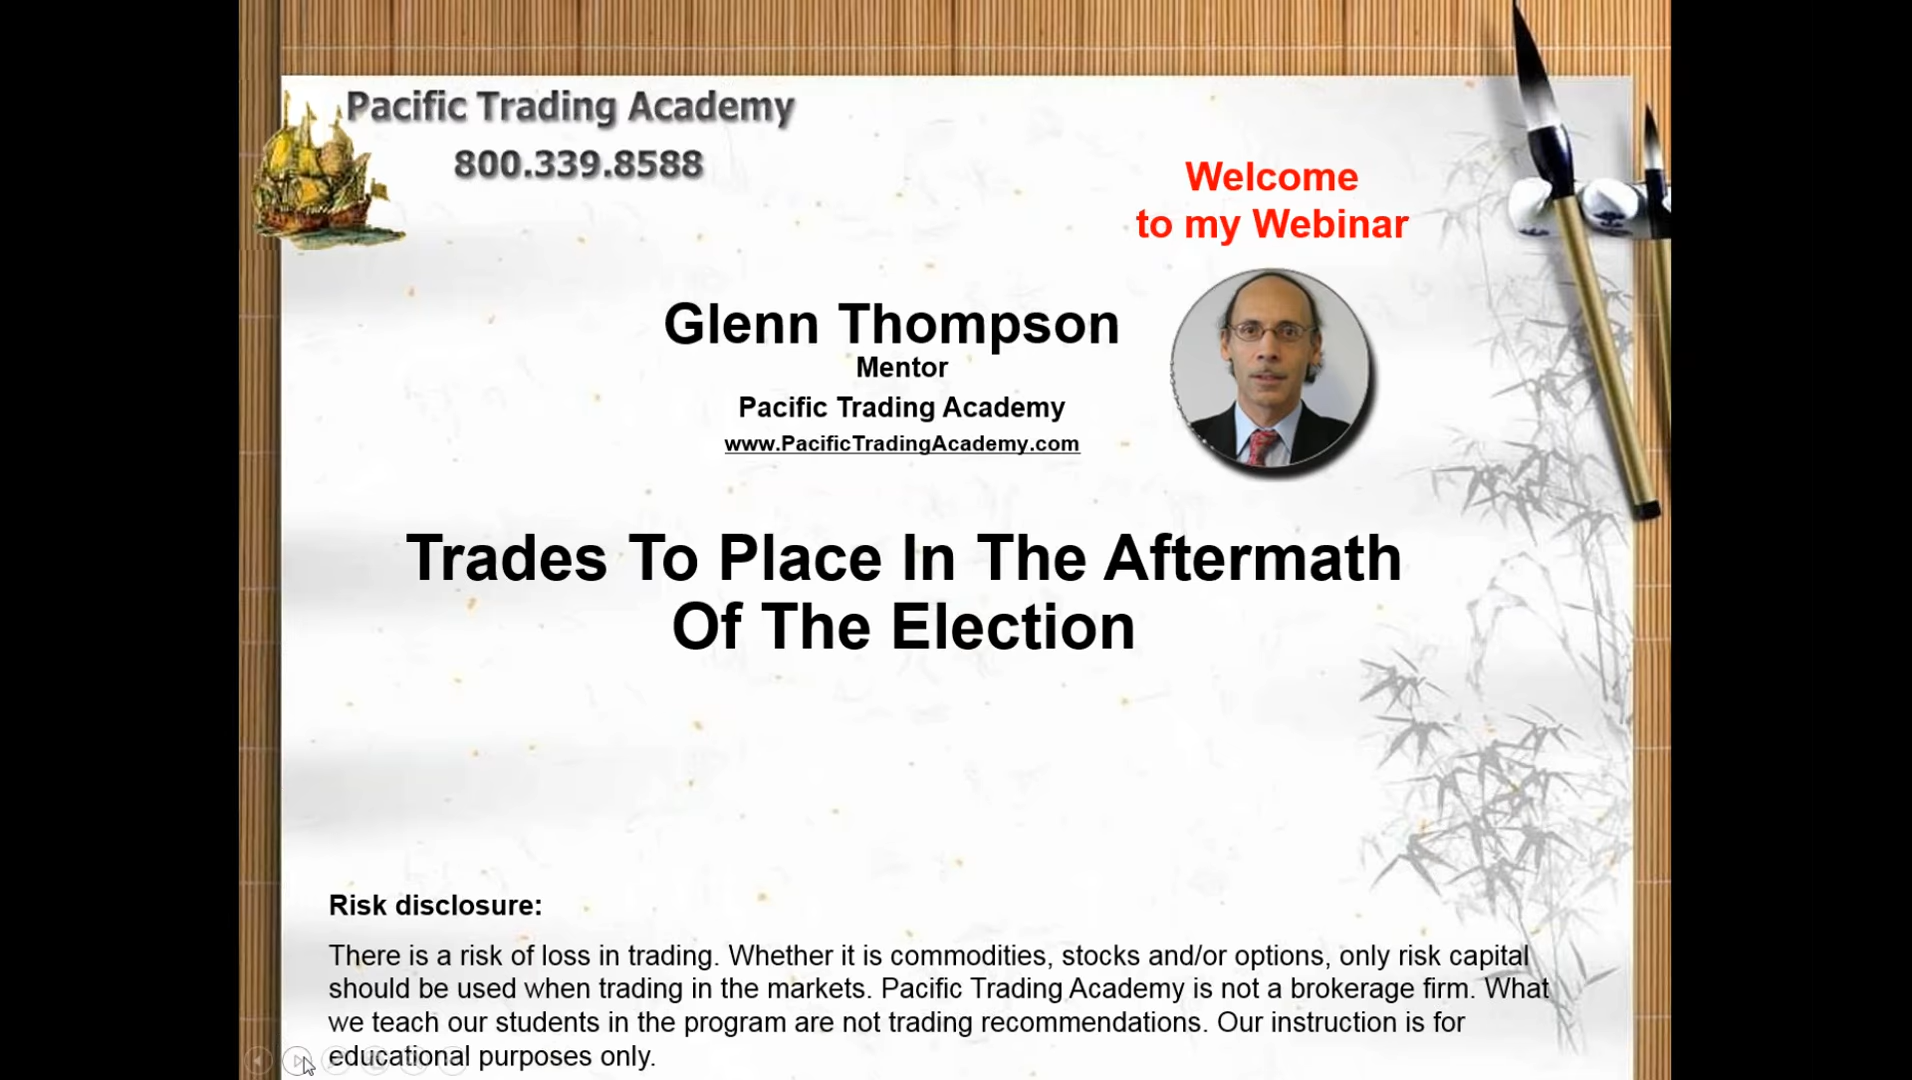 Pacific Trading Academy
800.339.8588
Welcome
to my Webinar
Glenn Thompson
Mentor
Pacific Trading Academy
www.PacificTradingAcademy.com
Trades To Place In The Aftermath
Of The Election
Risk disclosure:
There is a risk of loss in trading. Whether it is commodities, stocks and/or options, only risk capital
should be used when trading in the markets. Pacific Trading Academy is not a brokerage firm. What
we teach our students in the program are not trading recommendations. Our instruction is for
educational purposes only.